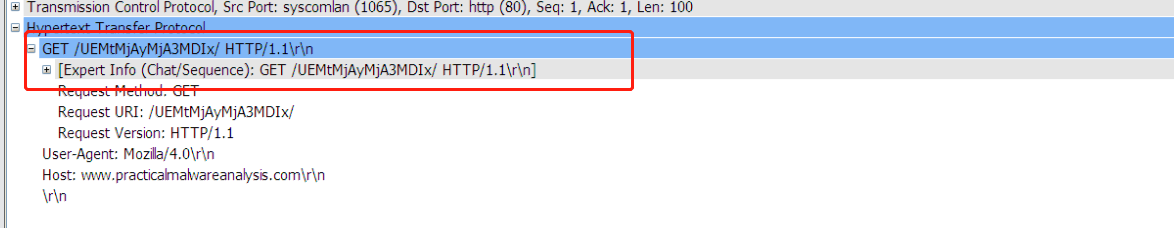 Transmission Control Protocol, Src Port: syscomlan (1065), Dst Port: http (80), Seq: 1, Ack: 1, Len: 100
Hypertext Transfer Protocol
GET /UEMtMjAyMjA3MDIx/ HTTP/1.1\r\n
[Expert Info (Chat/Sequence): GET /UEMtMjAyMjA3MDIx/ HTTP/1.1\r\n]
Request Method: GET
Request URI: /UEMtMjAyMjA3MDIx/
Request Version: HTTP/1.1
User-Agent: Mozilla/4.0\r\n
Host: www.practicalmalwareanalysis.com\r\n
\r\n